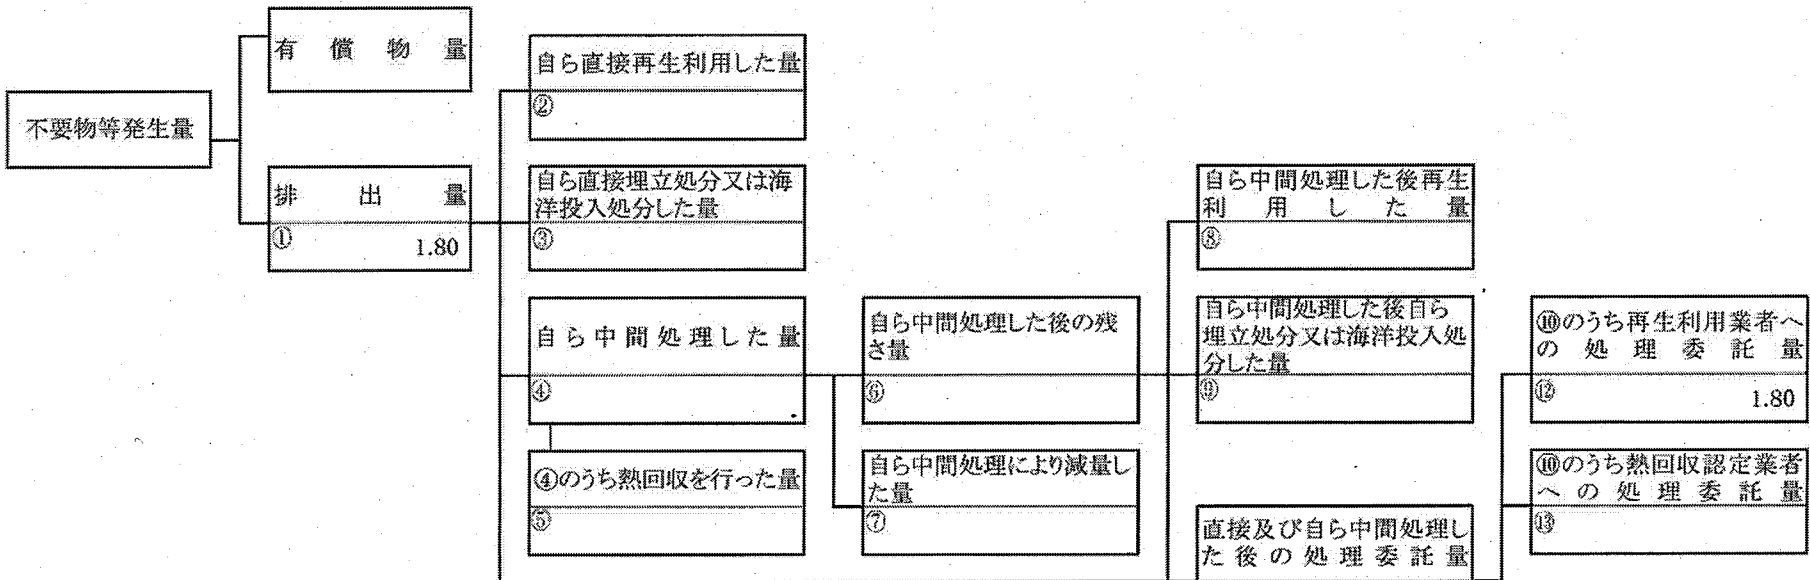 有償物量
不要物等発生量
排出量
①
1.80
自ら直接再生利用した量
②
自ら直接埋立処分又は海
洋投入処分した量
③
自ら中間処理した量
④
④のうち熱回収を行った量
⑤
自ら中間処理した後の残
さ量
⑥
自ら中間処理により減量し
た量
⑦
自ら中間処理した後再生
利用した量
⑧
自ら中間処理した後自ら
埋立処分又は海洋投入処
分した量
⑨
直接及び自ら中間処理し
た後の処理委託量
⑩のうち再生利用業者へ
の処理委託量
⑫
1.80
⑩のうち熱回収認定業者
への処理委託量
⑬